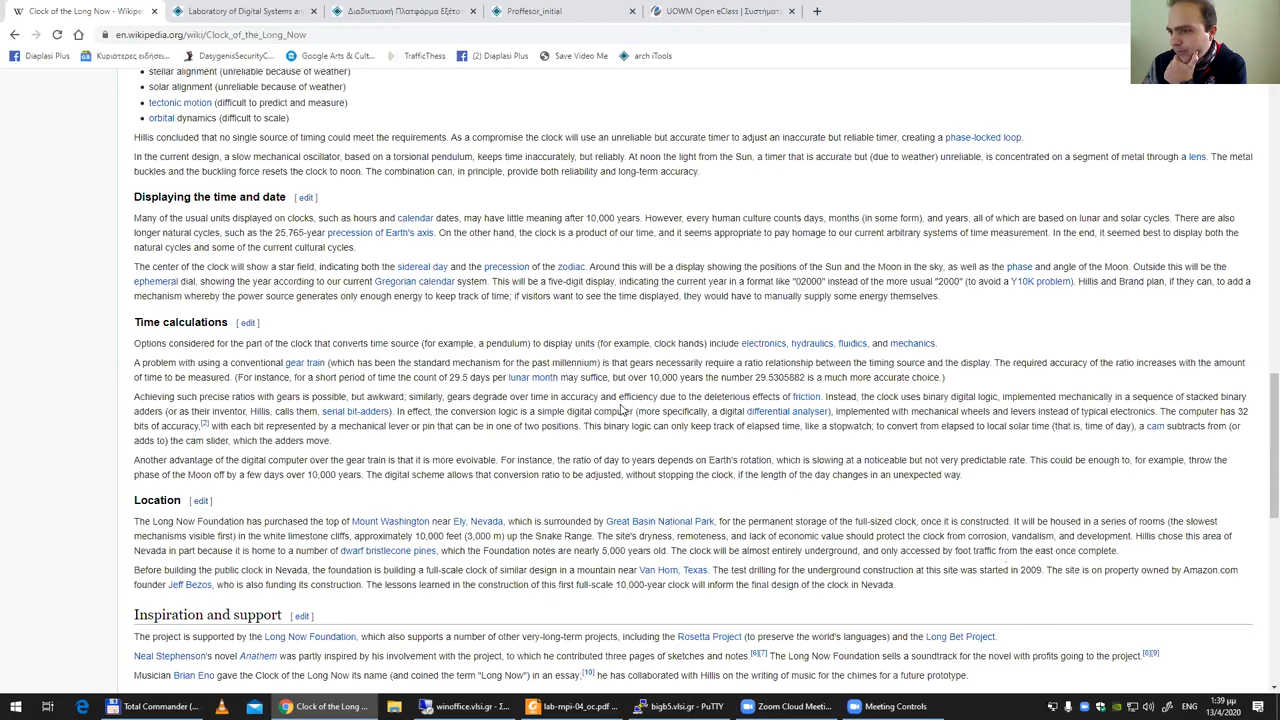 Clock of the Long Now - Wikipe
Laboratory of Digital Systems an
Διαδικτυακή Πλατφόρμα Εξέτα
Proffesor_initial
UOWM Open eClass | Συστήματ
en.wikipedia.org/wiki/Clock_of_the_Long_Now
Diaplasi Plus
Κυριότερες ειδήσει...
DasygenisSecurityC...
Google Arts & Cult...
TrafficThess
(2) Diaplasi Plus
Save Video Me
arch iTools
stellar alignment (unreliable because of weather)
solar alignment (unreliable because of weather)
tectonic motion (difficult to predict and measure)
orbital dynamics (difficult to scale)
Hillis concluded that no single source of timing could meet the requirements. As a compromise the clock will use an unreliable but accurate timer to adjust an inaccurate but reliable timer, creating a phase-locked loop.
In the current design, a slow mechanical oscillator, based on a torsional pendulum, keeps time inaccurately, but reliably. At noon the light from the Sun, a timer that is accurate but (due to weather) unreliable, is concentrated on a segment of metal through a lens. The metal
buckles and the buckling force resets the clock to noon. The combination can, in principle, provide both reliability and long-term accuracy.
Displaying the time and date [ edit ]
Many of the usual units displayed on clocks, such as hours and calendar dates, may have little meaning after 10,000 years. However, every human culture counts days, months (in some form), and years, all of which are based on lunar and solar cycles. There are also
longer natural cycles, such as the 25,765-year precession of Earth's axis. On the other hand, the clock is a product of our time, and it seems appropriate to pay homage to our current arbitrary systems of time measurement. In the end, it seemed best to display both the
natural cycles and some of the current cultural cycles.
The center of the clock will show a star field, indicating both the sidereal day and the precession of the zodiac. Around this will be a display showing the positions of the Sun and the Moon in the sky, as well as the phase and angle of the Moon. Outside this will be the
ephemeral dial, showing the year according to our current Gregorian calendar system. This will be a five-digit display, indicating the current year in a format like "02000" instead of the more usual "2000" (to avoid a Y10K problem). Hillis and Brand plan, if they can, to add a
mechanism whereby the power source generates only enough energy to keep track of time; if visitors want to see the time displayed, they would have to manually supply some energy themselves.
Time calculations [ edit ]
Options considered for the part of the clock that converts time source (for example, a pendulum) to display units (for example, clock hands) include electronics, hydraulics, fluidics, and mechanics.
A problem with using a conventional gear train (which has been the standard mechanism for the past millennium) is that gears necessarily require a ratio relationship between the timing source and the display. The required accuracy of the ratio increases with the amount
of time to be measured. (For instance, for a short period of time the count of 29.5 days per lunar month may suffice, but over 10,000 years the number 29.5305882 is a much more accurate choice.)
Achieving such precise ratios with gears is possible, but awkward; similarly, gears degrade over time in accuracy and efficiency due to the deleterious effects of friction. Instead, the clock uses binary digital logic, implemented mechanically in a sequence of stacked binary
adders (or as their inventor, Hillis, calls them, serial bit-adders). In effect, the conversion logic is a simple digital computer (more specifically, a digital differential analyser), implemented with mechanical wheels and levers instead of typical electronics. The computer has 32
bits of accuracy,[2] with each bit represented by a mechanical lever or pin that can be in one of two positions. This binary logic can only keep track of elapsed time, like a stopwatch; to convert from elapsed to local solar time (that is, time of day), a cam subtracts from (or
adds to) the cam slider, which the adders move.
Another advantage of the digital computer over the gear train is that it is more evolvable. For instance, the ratio of day to years depends on Earth's rotation, which is slowing at a noticeable but not very predictable rate. This could be enough to, for example, throw the
phase of the Moon off by a few days over 10,000 years. The digital scheme allows that conversion ratio to be adjusted, without stopping the clock, if the length of the day changes in an unexpected way.
Location [ edit ]
The Long Now Foundation has purchased the top of Mount Washington near Ely, Nevada, which is surrounded by Great Basin National Park, for the permanent storage of the full-sized clock, once it is constructed. It will be housed in a series of rooms (the slowest
mechanisms visible first) in the white limestone cliffs, approximately 10,000 feet (3,000 m) up the Snake Range. The site's dryness, remoteness, and lack of economic value should protect the clock from corrosion, vandalism, and development. Hillis chose this area of
Nevada in part because it is home to a number of dwarf bristlecone pines, which the Foundation notes are nearly 5,000 years old. The clock will be almost entirely underground, and only accessed by foot traffic from the east once complete.
Before building the public clock in Nevada, the foundation is building a full-scale clock of similar design in a mountain near Van Horn, Texas. The test drilling for the underground construction at this site was started in 2009. The site is on property owned by Amazon.com
founder Jeff Bezos, who is also funding its construction. The lessons learned in the construction of this first full-scale 10,000-year clock will inform the final design of the clock in Nevada.
Inspiration and support [ edit ]
The project is supported by the Long Now Foundation, which also supports a number of other very-long-term projects, including the Rosetta Project (to preserve the world's languages) and the Long Bet Project.
Neal Stephenson's novel Anathem was partly inspired by his involvement with the project, to which he contributed three pages of sketches and notes.[6][7] The Long Now Foundation sells a soundtrack for the novel with profits going to the project.[8][9]
Musician Brian Eno gave the Clock of the Long Now its name (and coined the term "Long Now") in an essay;[10] he has collaborated with Hillis on the writing of music for the chimes for a future prototype.
Total Commander (...
Clock of the Long ...
winoffice.vlsi.gr - ...
lab-mpi-04_oc.pdf ...
bigb5.vlsi.gr - PuTTY
Zoom Cloud Meeti...
Meeting Controls
1:39 μμ
13/4/2020